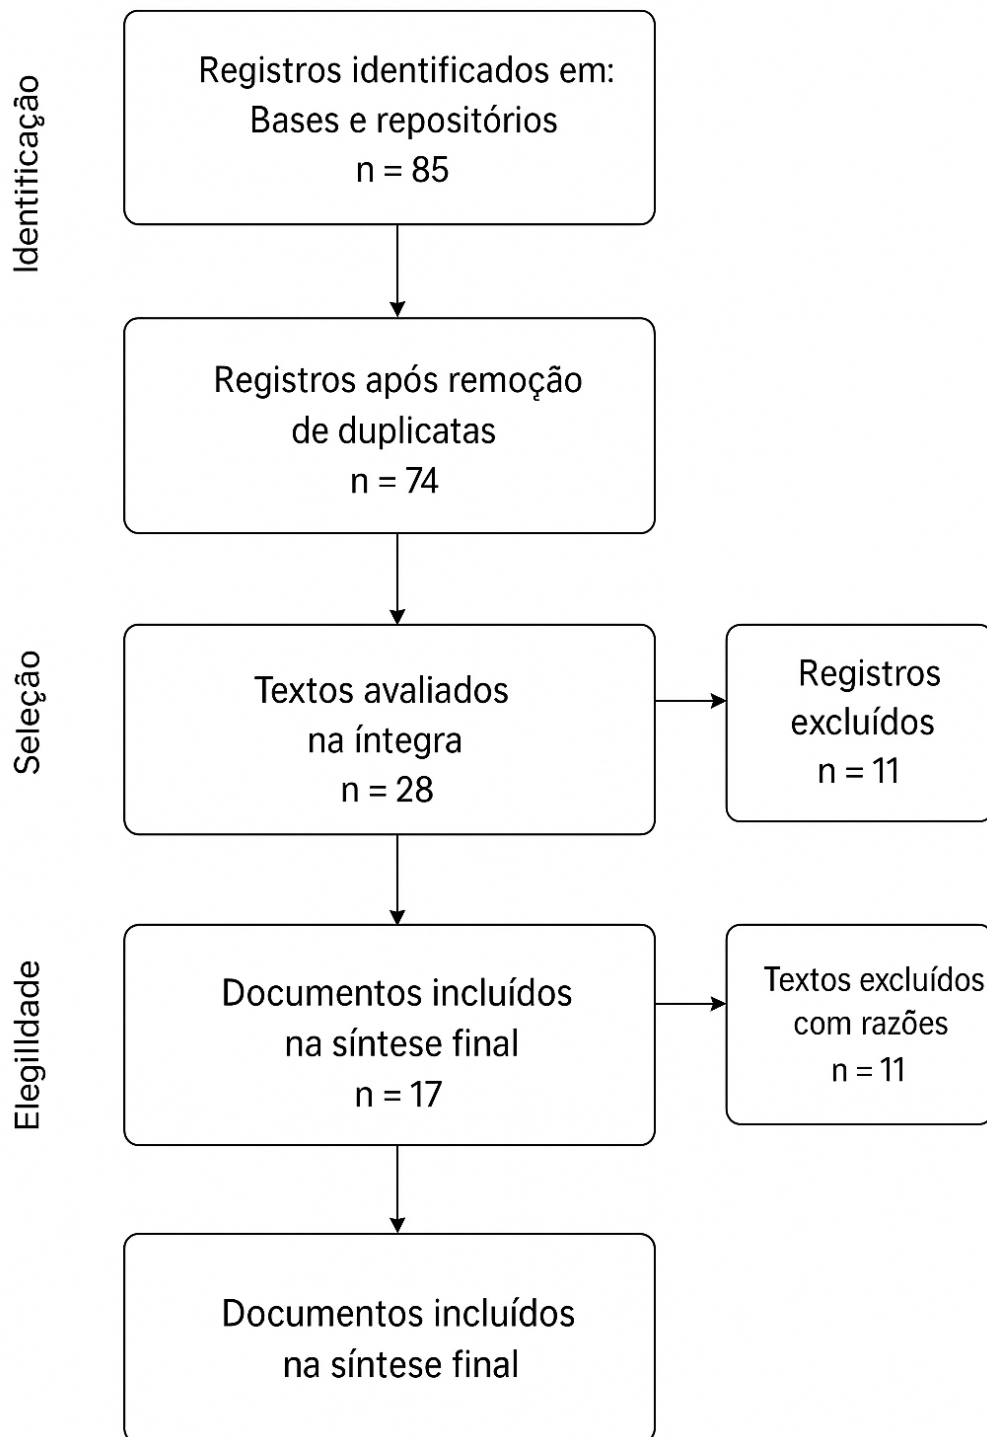 Identificação
Registros identificados em:
Bases e repositórios
n = 85
Registros após remoção
de duplicatas
n = 74
Seleção
Textos avaliados
na íntegra
n = 28
Registros
excluídos
n = 11
Elegilldade
Documentos incluídos
na síntese final
n = 17
Textos excluídos
com razões
n = 11
Documentos incluídos
na síntese final